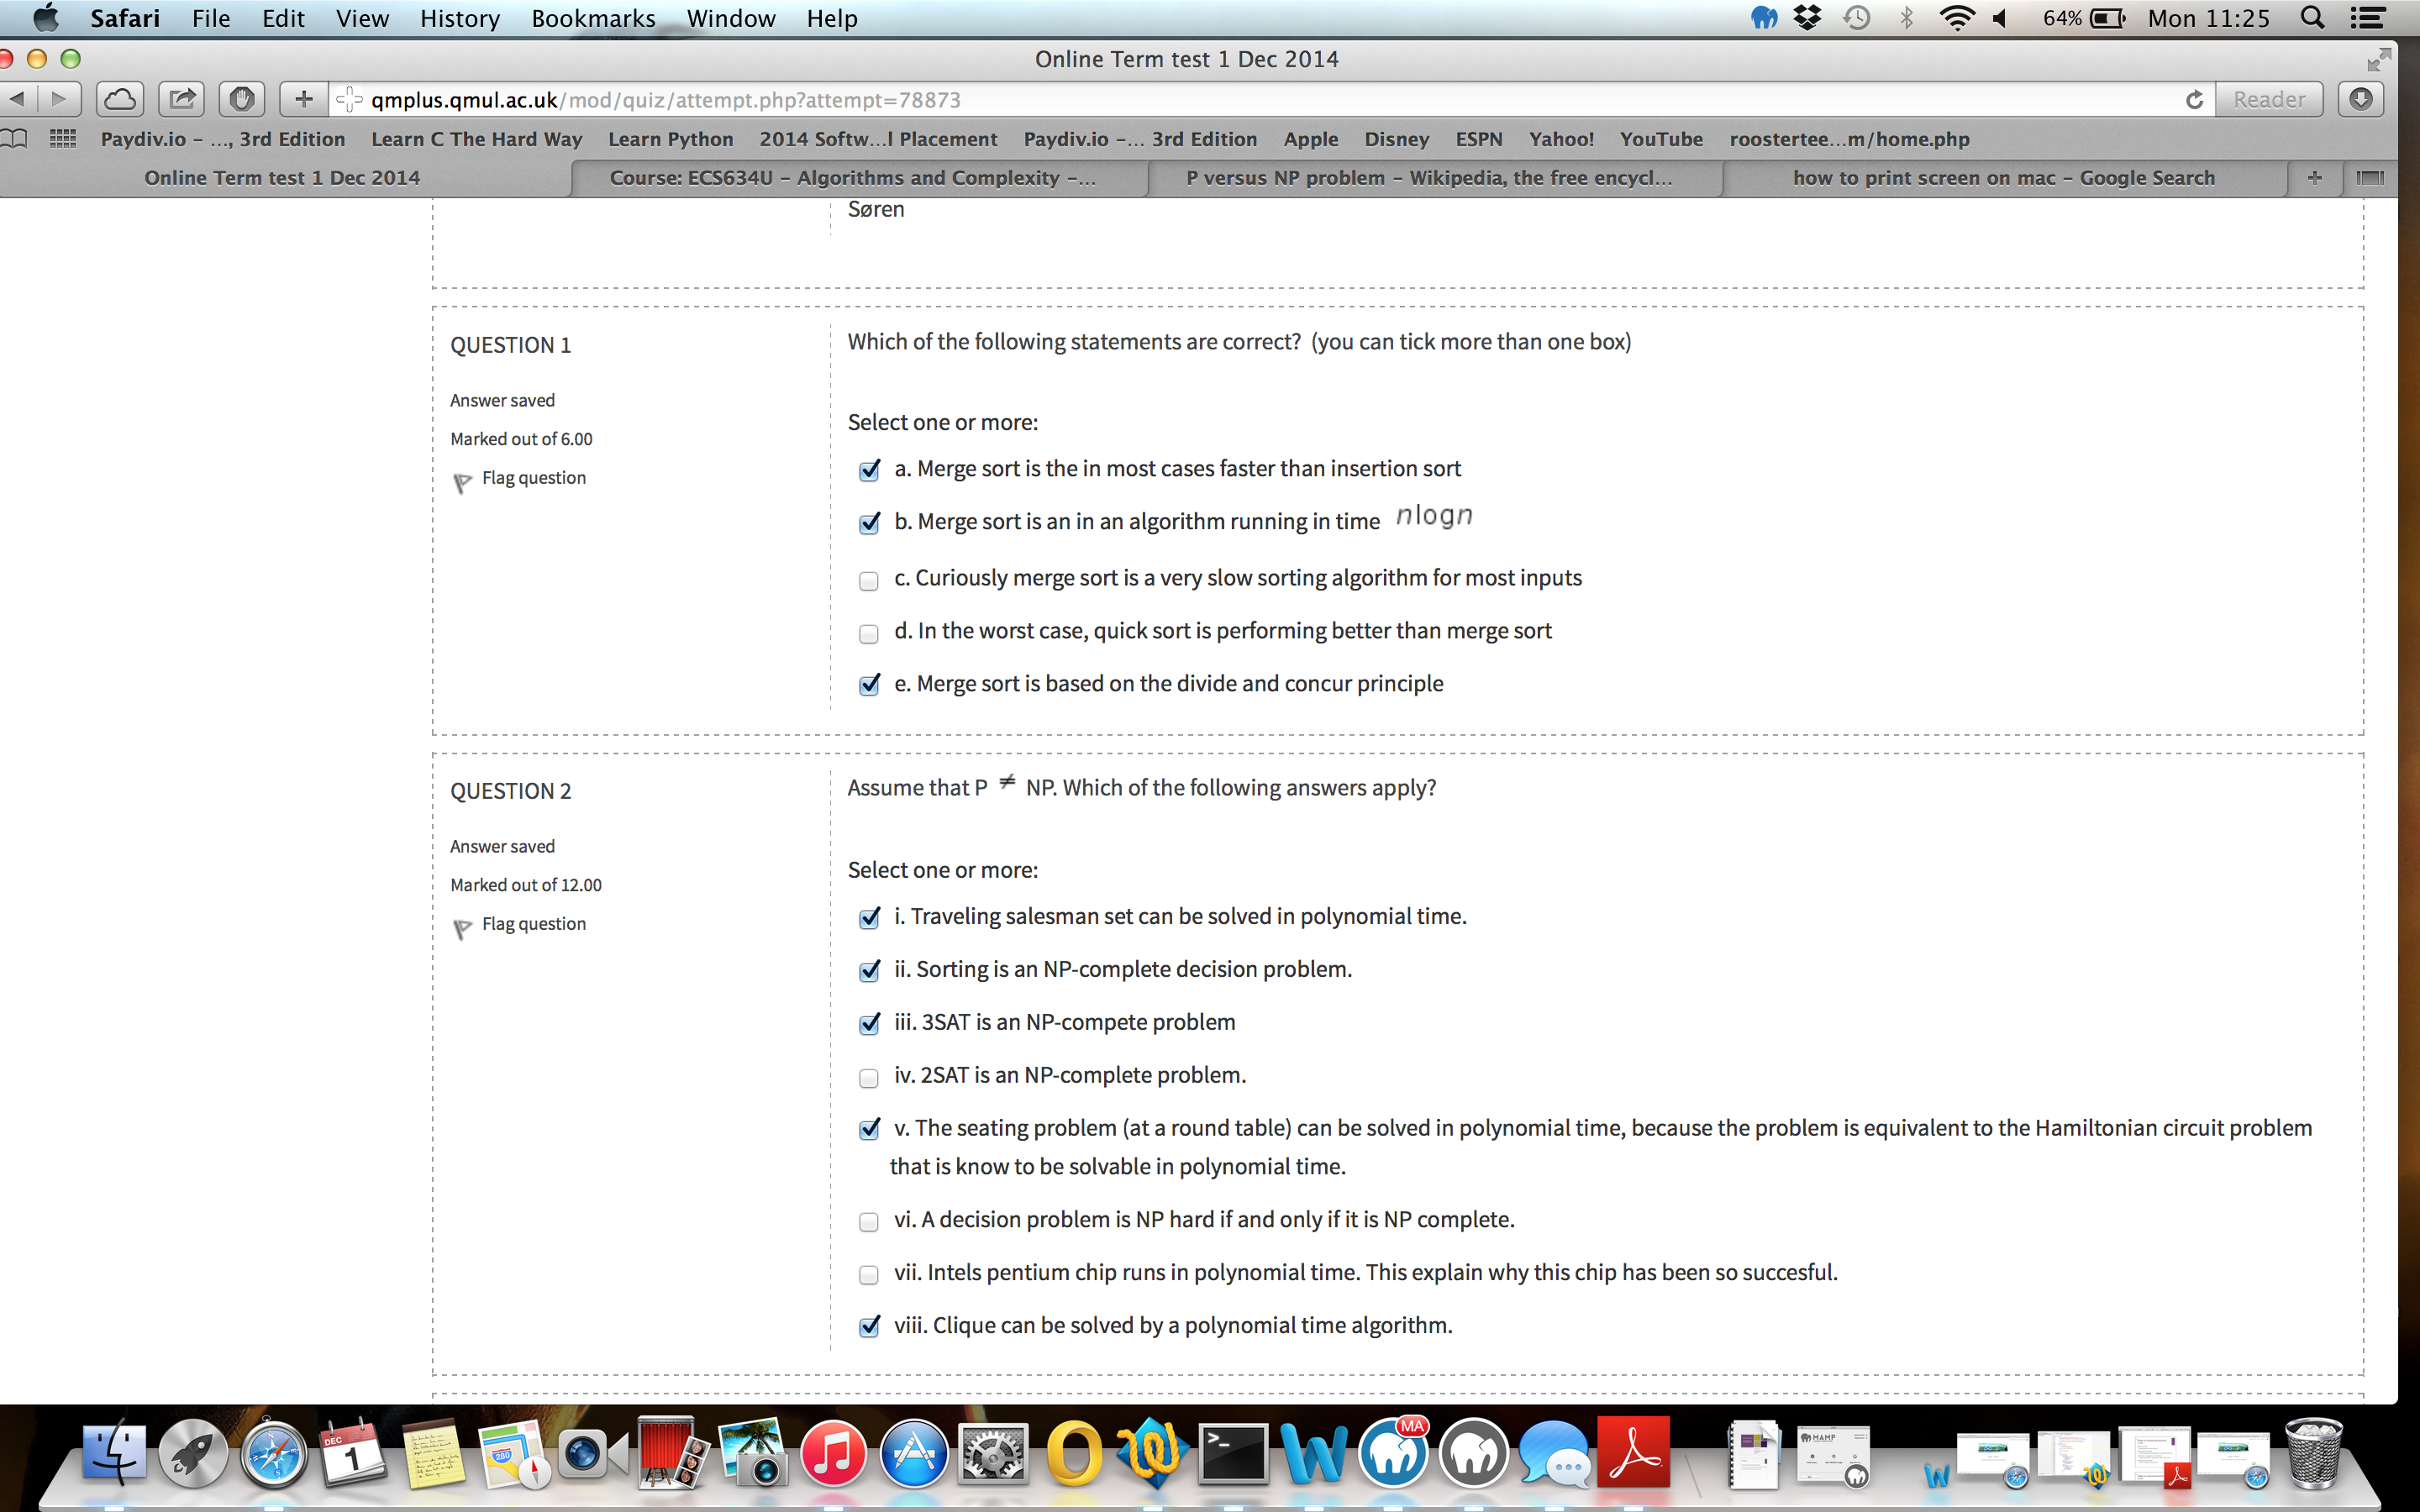 Safari File Edit View History Bookmarks Window Help 64% Mon 11:25
Online Term test 1 Dec 2014
qmplus.qmul.ac.uk/mod/quiz/attempt.php?attempt=78873 Reader
Paydiv.io – ..., 3rd Edition Learn C The Hard Way Learn Python 2014 Softw...l Placement Paydiv.io –... 3rd Edition Apple Disney ESPN Yahoo! YouTube roostertee...m/home.php
Online Term test 1 Dec 2014 Course: ECS634U – Algorithms and Complexity –... P versus NP problem – Wikipedia, the free encycl... how to print screen on mac – Google Search
Søren
QUESTION 1
Answer saved
Marked out of 6.00
Flag question
Which of the following statements are correct? (you can tick more than one box)
Select one or more:
a. Merge sort is the in most cases faster than insertion sort
b. Merge sort is an in an algorithm running in time nlogn
c. Curiously merge sort is a very slow sorting algorithm for most inputs
d. In the worst case, quick sort is performing better than merge sort
e. Merge sort is based on the divide and concur principle
QUESTION 2
Answer saved
Marked out of 12.00
Flag question
Assume that P ≠ NP. Which of the following answers apply?
Select one or more:
i. Traveling salesman set can be solved in polynomial time.
ii. Sorting is an NP-complete decision problem.
iii. 3SAT is an NP-compete problem
iv. 2SAT is an NP-complete problem.
v. The seating problem (at a round table) can be solved in polynomial time, because the problem is equivalent to the Hamiltonian circuit problem
that is know to be solvable in polynomial time.
vi. A decision problem is NP hard if and only if it is NP complete.
vii. Intels pentium chip runs in polynomial time. This explain why this chip has been so succesful.
viii. Clique can be solved by a polynomial time algorithm.
DEC
1
280
MA
MAMP